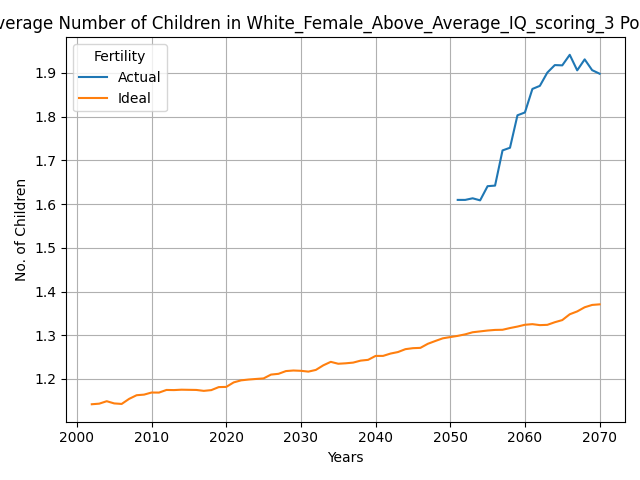 verage Number of Children in White_Female_Above_Average_IQ_scoring_3 Po
Fertility
Actual
Ideal
No. of Children
1.9
1.8
1.7
1.6
1.5
1.4
1.3
1.2
2000 2010 2020 2030 2040 2050 2060 2070
Years